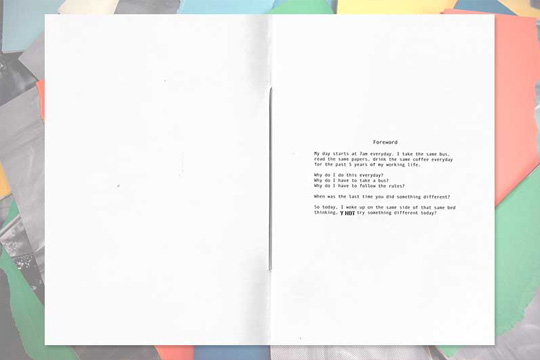 Foreword
My day starts at 7am everyday. I take the same bus,
read the same papers, drink the same coffee everyday
for the past 5 years of my working life.
Why do I do this everyday?
Why do I have to take a bus?
Why do I have to follow the rules?
When was the last time you did something different?
So today, I woke up on the same side of that same bed
thinking, Y NOT try something different today?